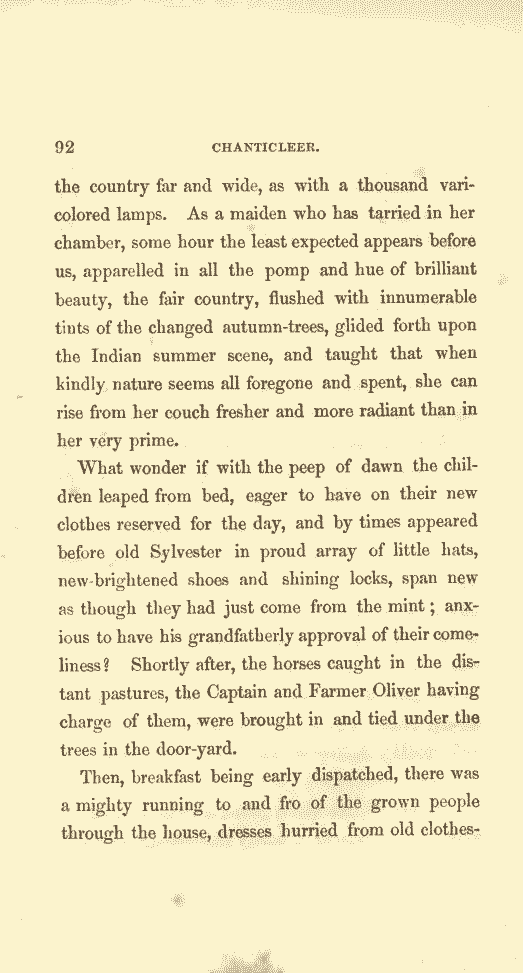 92 CHANTICLEER.
the country far and wide, as with a thousand vari-
colored lamps. As a maiden who has tarried in her
chamber, some hour the least expected appears before
us, apparelled in all the pomp and hue of brilliant
beauty, the fair country, flushed with innumerable
tints of the changed autumn-trees, glided forth upon
the Indian summer scene, and taught that when
kindly nature seems all foregone and spent, she can
rise from her couch fresher and more radiant than in
her very prime.
What wonder if with the peep of dawn the chil-
dren leaped from bed, eager to have on their new
clothes reserved for the day, and by times appeared
before old Sylvester in proud array of little hats,
new-brightened shoes and shining locks, span new
as though they had just come from the mint; anx-
ious to have his grandfatherly approval of their come-
liness? Shortly after, the horses caught in the dis-
tant pastures, the Captain and Farmer Oliver having
charge of them, were brought in and tied under the
trees in the door-yard.
Then, breakfast being early dispatched, there was
a mighty running to and fro of the grown people
through the house, dresses hurried from old clothes-